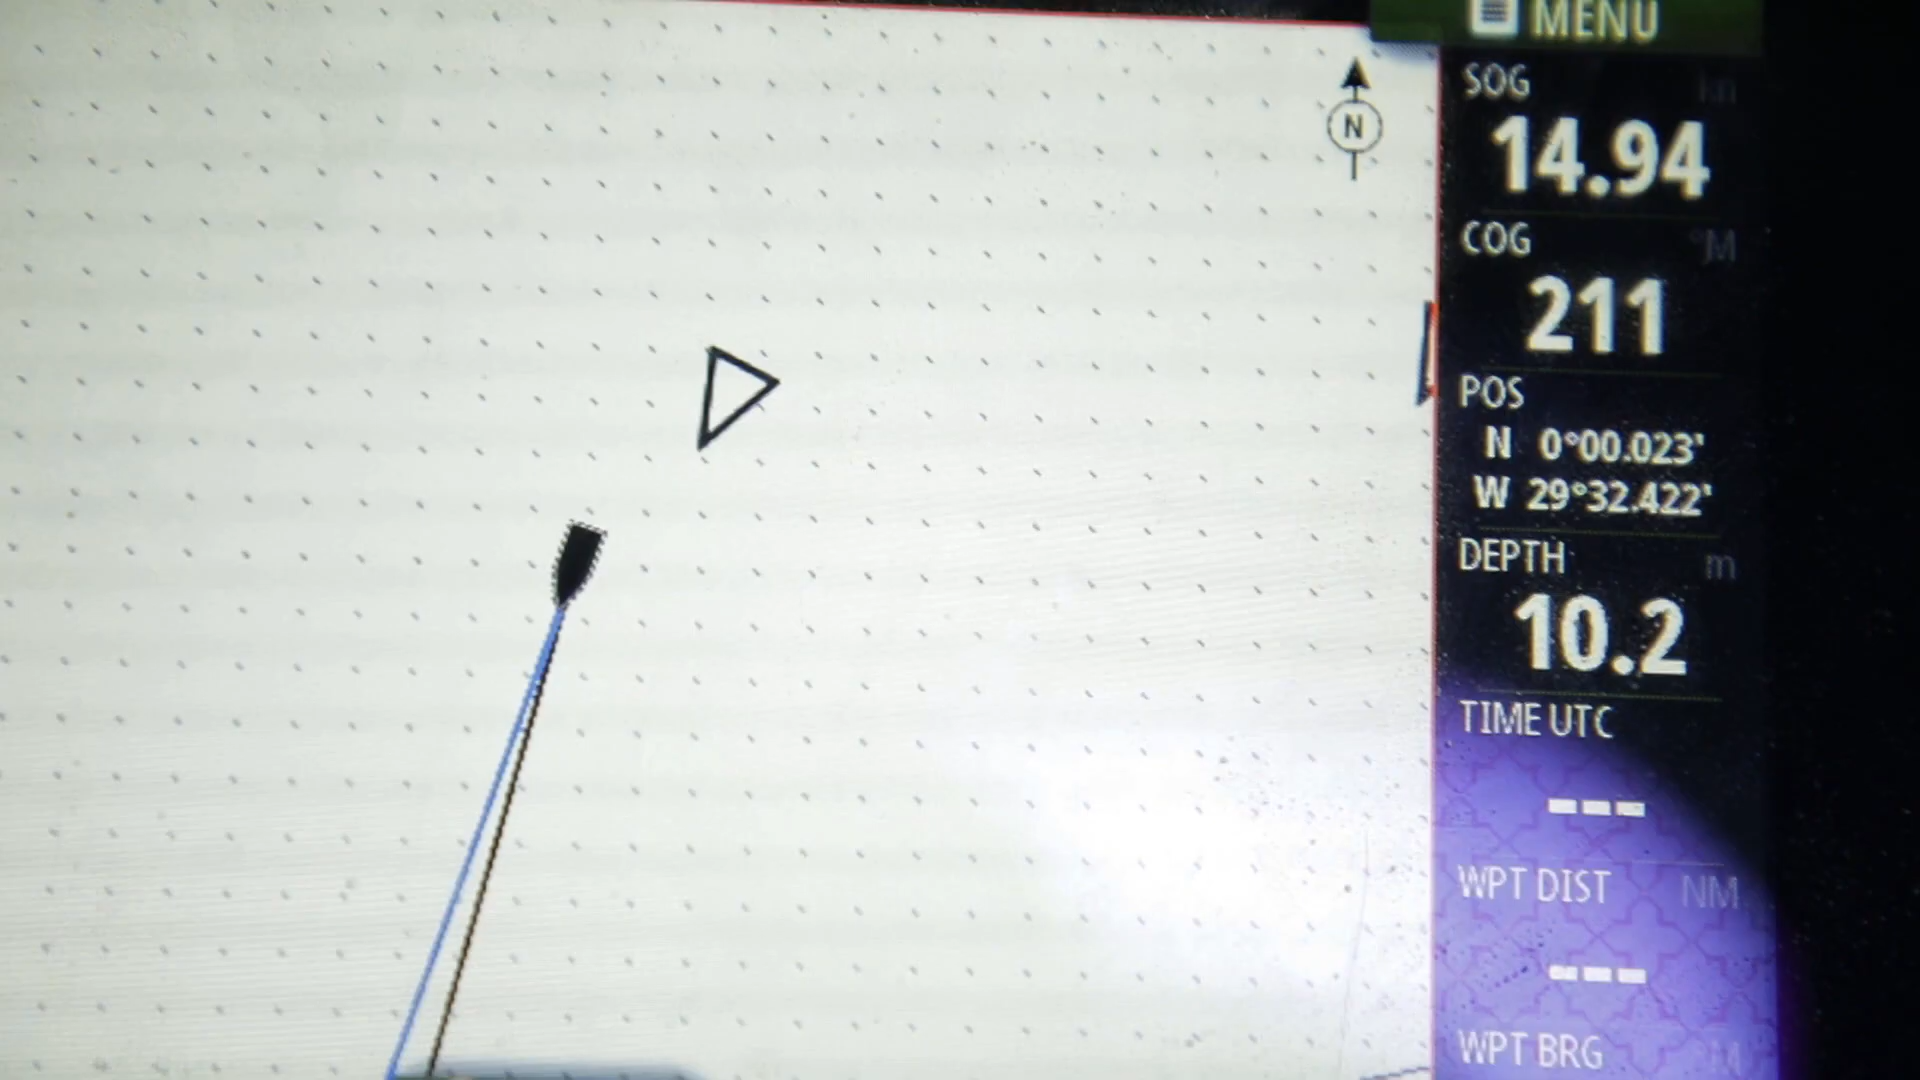 MENU
N
SOG kn
14.94
COG °M
211
POS
N 0°00.023'
W 29°32.422'
DEPTH m
10.2
TIME UTC
---
WPT DIST NM
---
WPT BRG